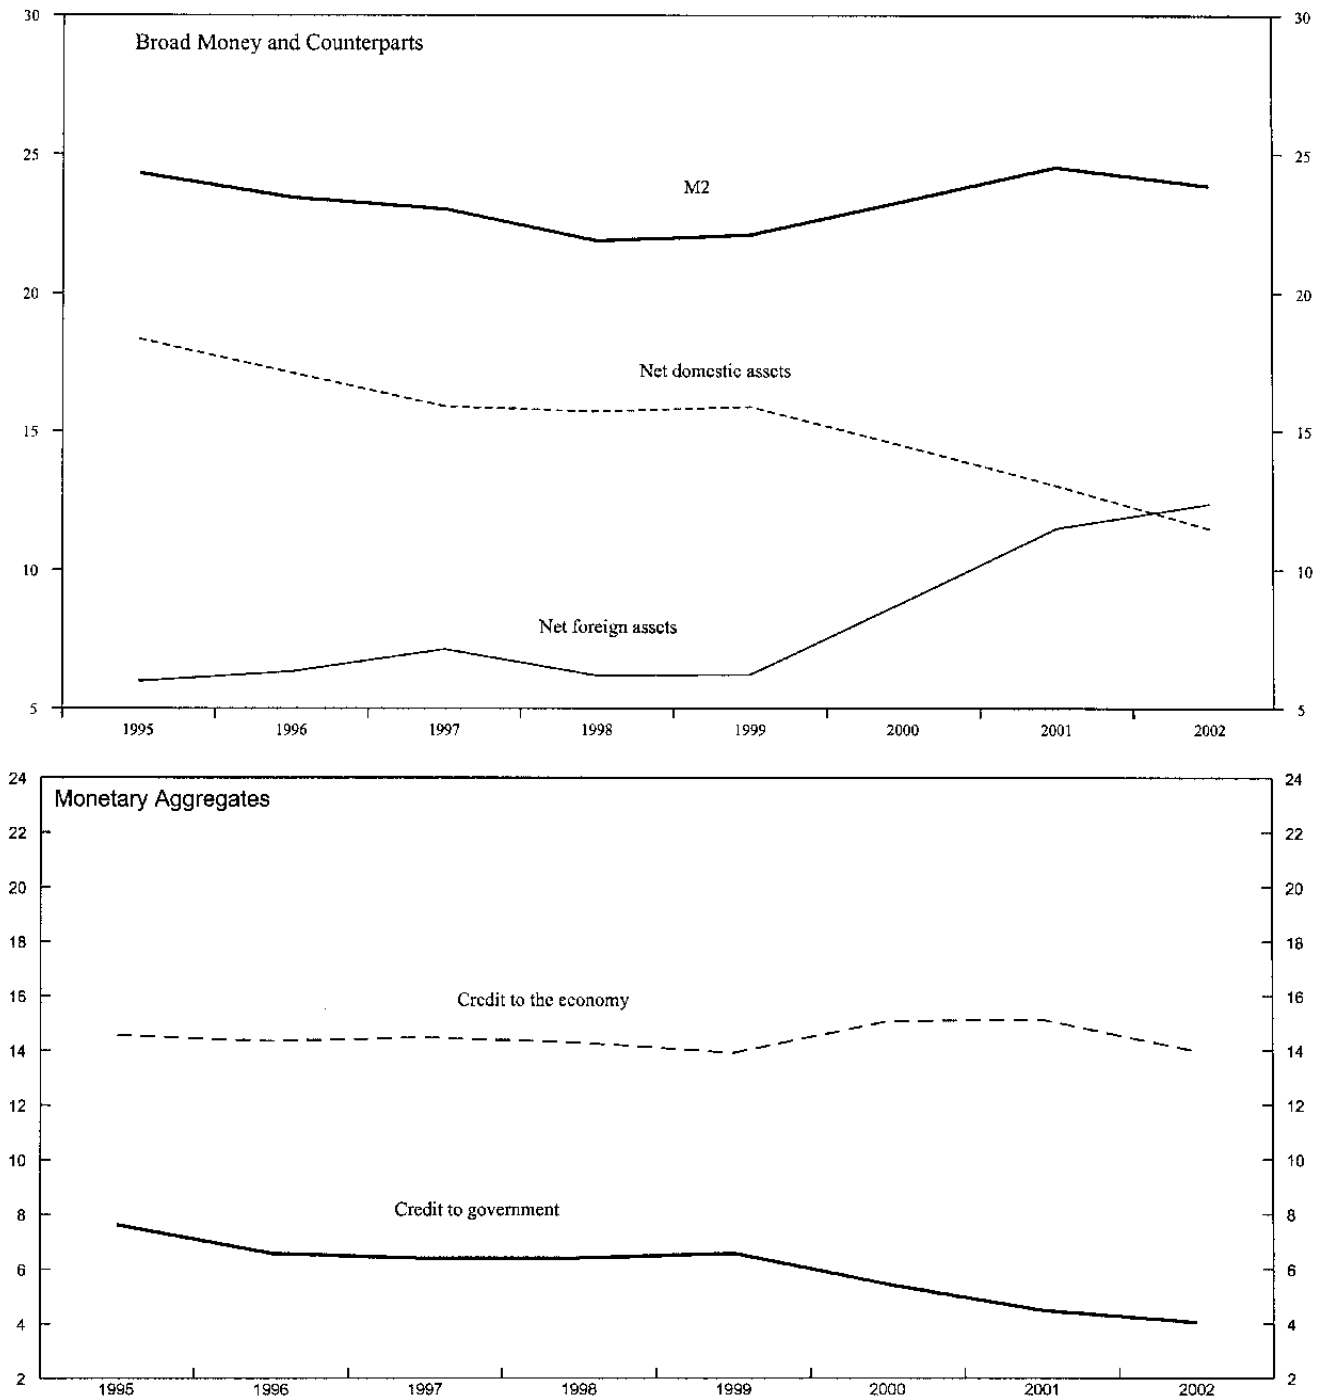 30 30
Broad Money and Counterparts
25 25
M2
20 20
Net domestic assets
15 15
10 10
Net foreign assets
5 5
1995 1996 1997 1998 1999 2000 2001 2002
24 24
Monetary Aggregates
22 22
20 20
18 18
16 16
Credit to the economy
14 14
12 12
10 10
8 8
Credit to government
6 6
4 4
2 2
1995 1996 1997 1998 1999 2000 2001 2002